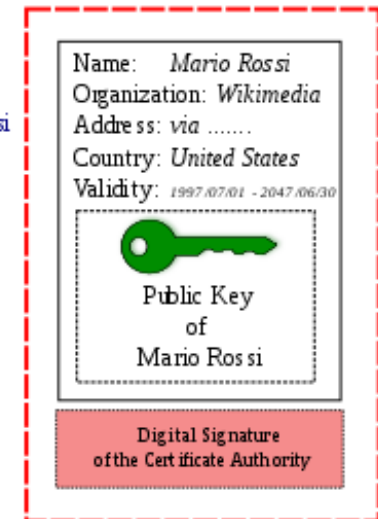 si
Name: Mario Rossi
Organization: Wikimedia
Address: via .......
Country: United States
Validity: 1997/07/01 - 2047/06/30
Public Key
of
Mario Rossi
Digital Signature
of the Certificate Authority